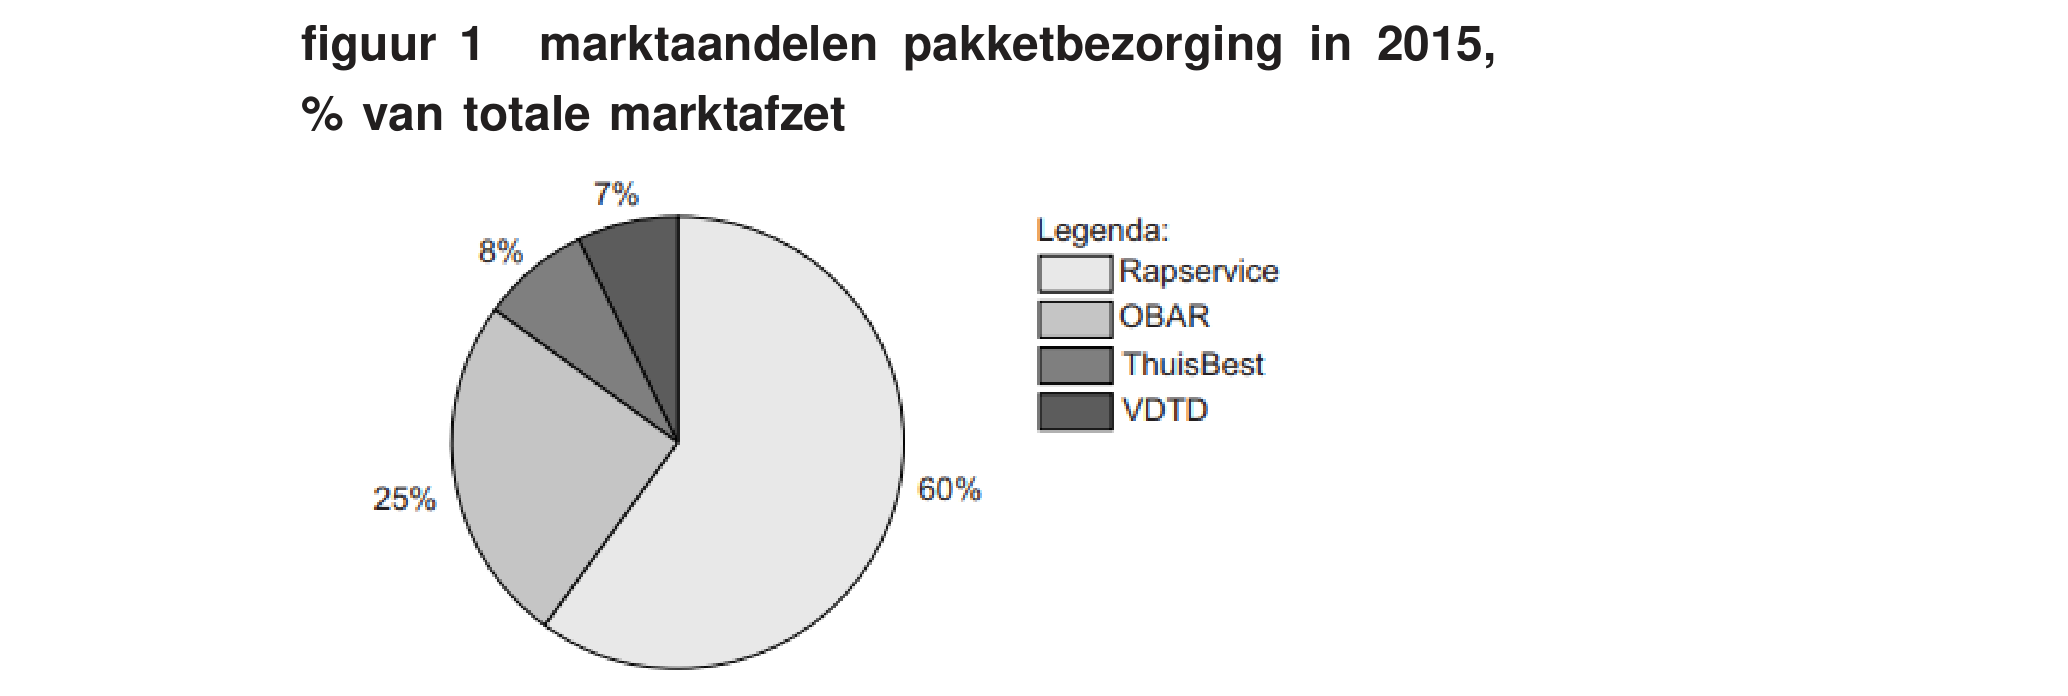 figuur 1 marktaandelen pakketbezorging in 2015,
% van totale marktafzet
7%
8%
25%
60%
Legenda:
Rapservice
OBAR
ThuisBest
VDTD